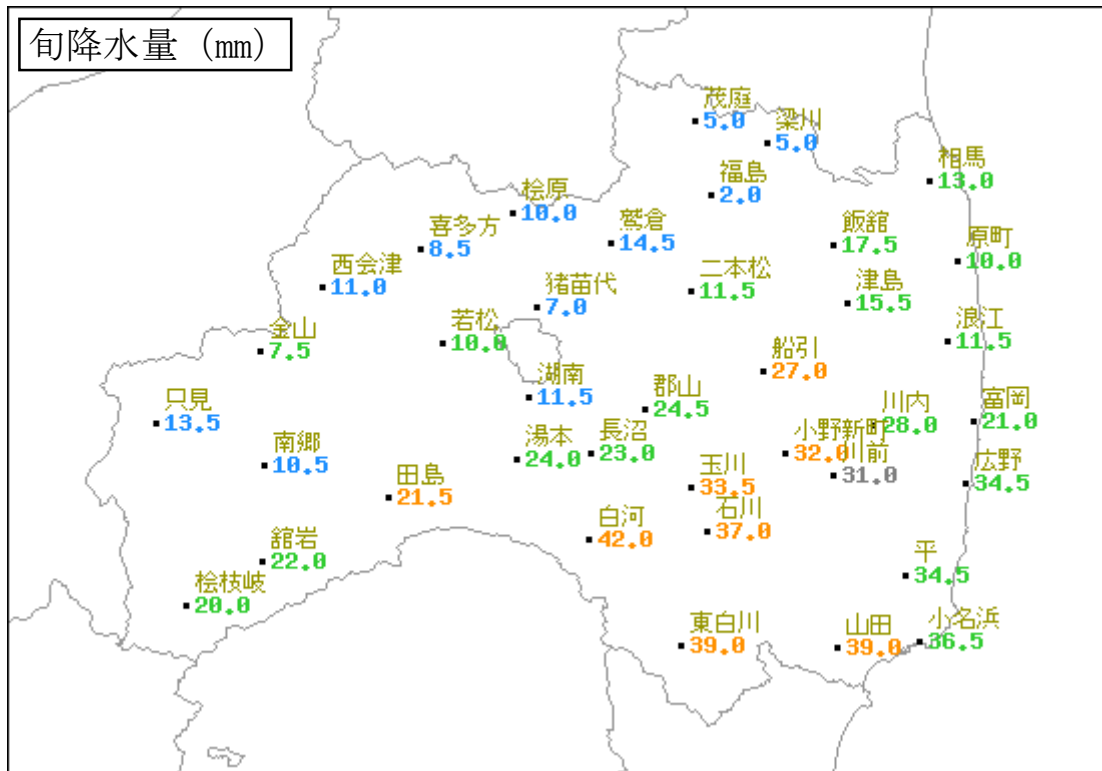 旬降水量 (mm)
茂庭
5.0
梁川
5.0
相馬
13.0
福島
2.0
桧原
10.0
鷲倉
14.5
喜多方
8.5
飯舘
17.5
原町
10.0
西会津
11.0
二本松
11.5
津島
15.5
猪苗代
7.0
若松
10.0
金山
7.5
浪江
11.5
船引
27.0
湖南
11.5
郡山
24.5
只見
13.5
川内
28.0
富岡
21.0
南郷
10.5
湯本
24.0
長沼
23.0
小野新町
32.0
川前
31.0
広野
34.5
田島
21.5
玉川
33.5
石川
37.0
白河
42.0
舘岩
22.0
平
34.5
桧枝岐
20.0
東白川
39.0
山田
39.0
小名浜
36.5